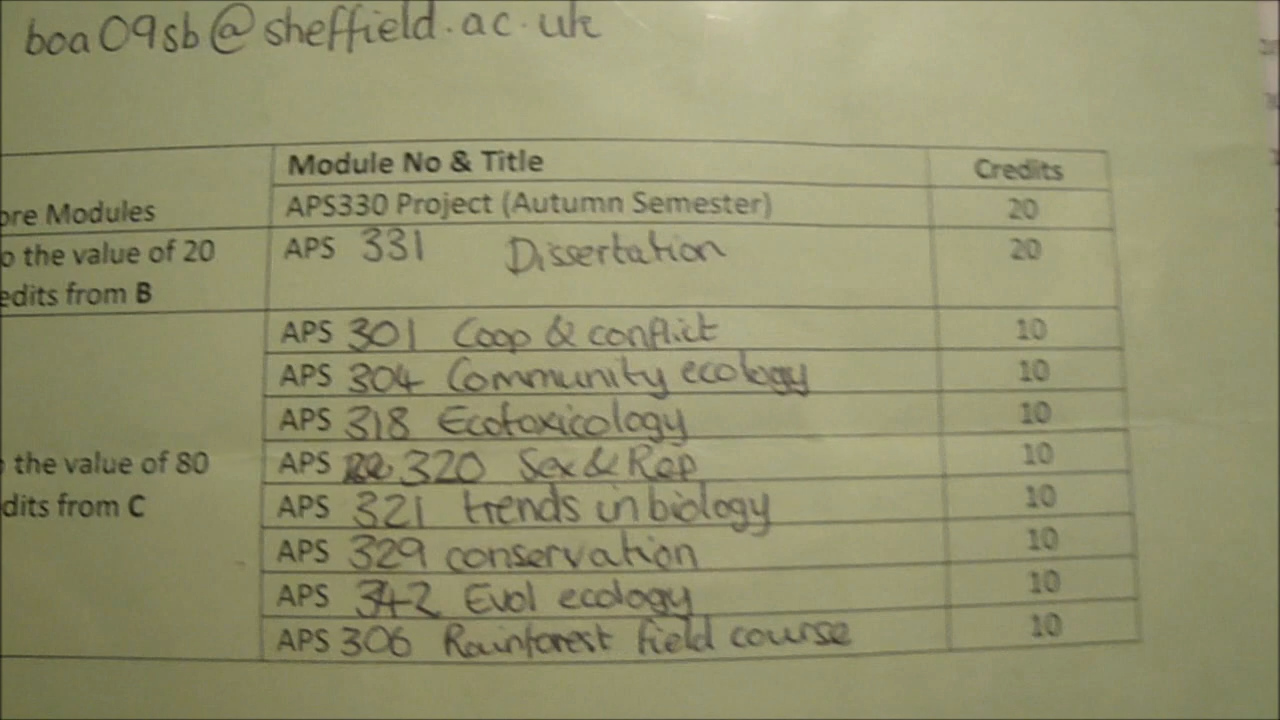 boa09sb@sheffield.ac.uk
Module No & Title Credits
ore Modules APS330 Project (Autumn Semester) 20
o the value of 20 APS 331 Dissertation 20
edits from B
APS 301 Coop & conflict 10
APS 304 Community ecology 10
APS 318 Ecotoxicology 10
the value of 80 APS 320 Sex & Rep 10
dits from C APS 321 trends in biology 10
APS 329 conservation 10
APS 342 Evol ecology 10
APS 306 Rainforest field course 10